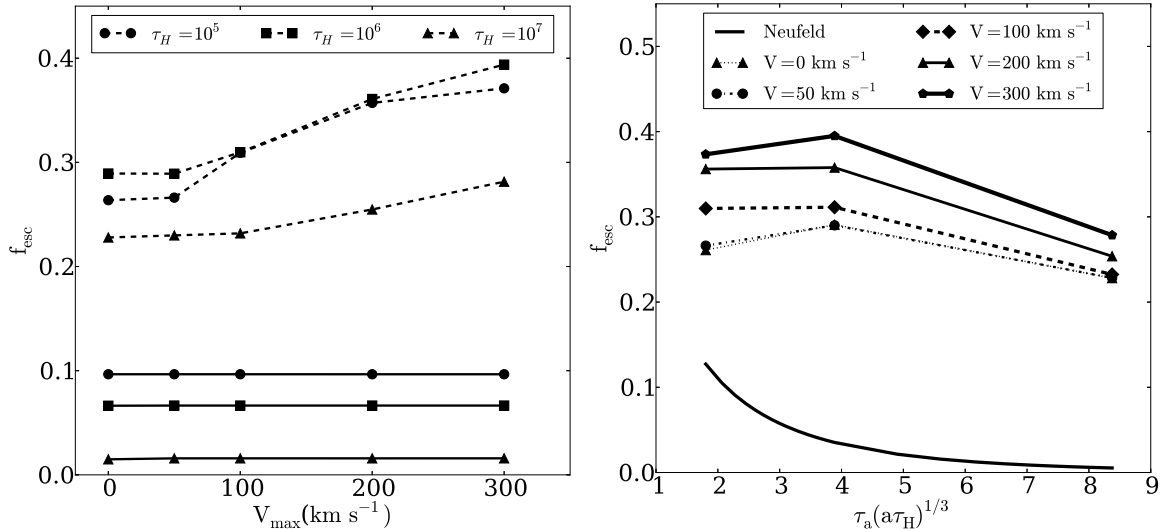 τ_H =10^5 τ_H =10^6 τ_H =10^7
0.4
0.3
0.2
0.1
0.0
f_esc
0 100 200 300
V_max(km s^−1)
Neufeld
V=0 km s^−1
V=50 km s^−1
V=100 km s^−1
V=200 km s^−1
V=300 km s^−1
0.5
0.4
0.3
0.2
0.1
0.0
f_esc
1 2 3 4 5 6 7 8 9
τ_a(aτ_H)^1/3